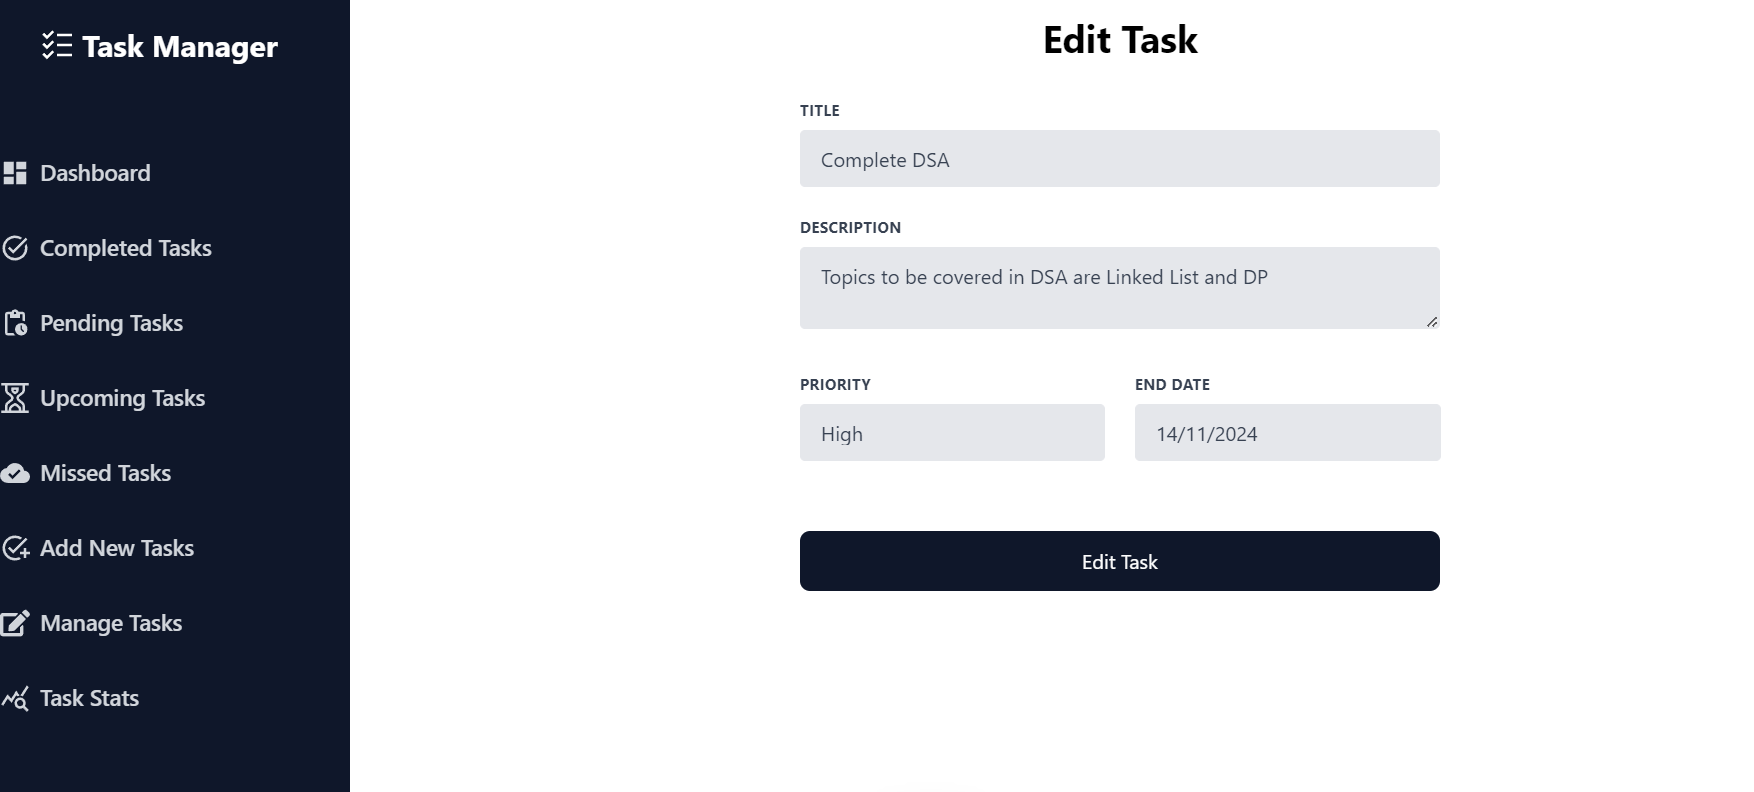 Task Manager
Dashboard
Completed Tasks
Pending Tasks
Upcoming Tasks
Missed Tasks
Add New Tasks
Manage Tasks
Task Stats
Edit Task
TITLE
Complete DSA
DESCRIPTION
Topics to be covered in DSA are Linked List and DP
PRIORITY
High
END DATE
14/11/2024
Edit Task